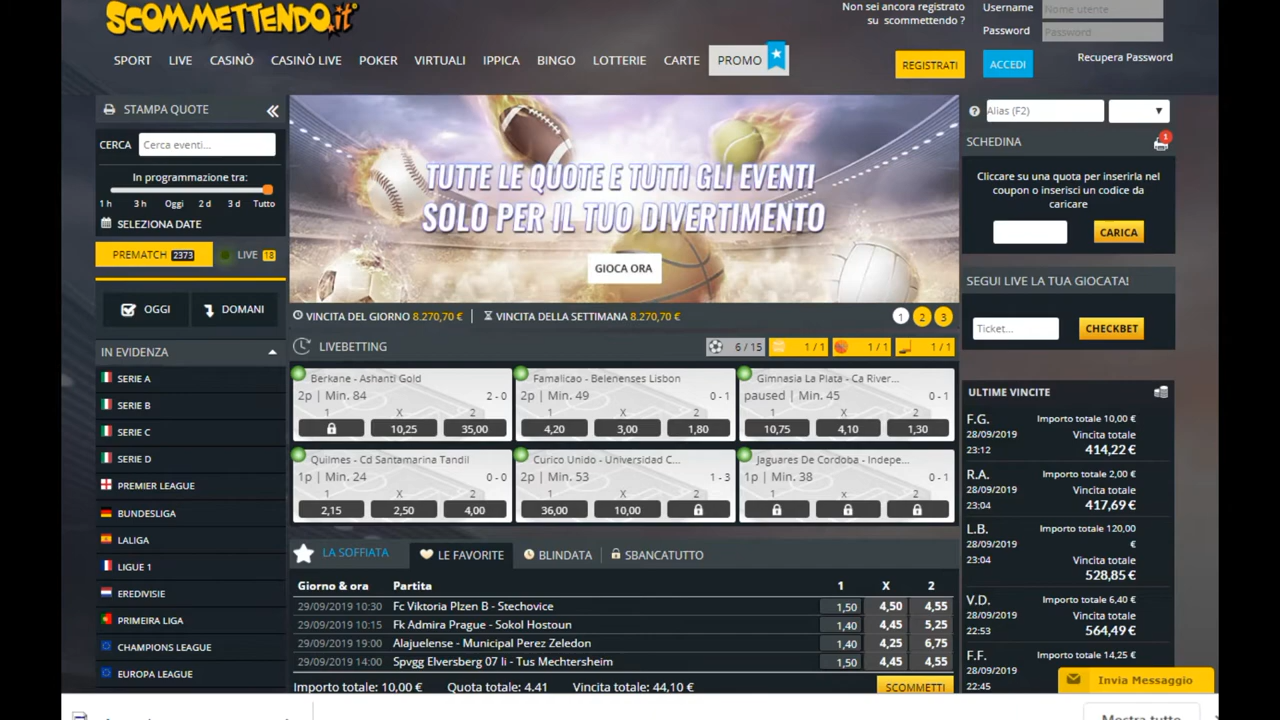 SCOMMETTENDO.it
Non sei ancora registrato
su scommettendo ?
Username
Nome utente
Password
Password
REGISTRATI
ACCEDI
Recupera Password
SPORT LIVE CASINÒ CASINÒ LIVE POKER VIRTUALI IPPICA BINGO LOTTERIE CARTE PROMO
STAMPA QUOTE
CERCA Cerca eventi...
In programmazione tra:
1 h 3 h Oggi 2 d 3 d Tutto
SELEZIONA DATE
PREMATCH 2373 LIVE 18
OGGI DOMANI
IN EVIDENZA
SERIE A
SERIE B
SERIE C
SERIE D
PREMIER LEAGUE
BUNDESLIGA
LALIGA
LIGUE 1
EREDIVISIE
PRIMEIRA LIGA
CHAMPIONS LEAGUE
EUROPA LEAGUE
TUTTE LE QUOTE E TUTTI GLI EVENTI
SOLO PER IL TUO DIVERTIMENTO
GIOCA ORA
VINCITA DEL GIORNO 8.270,70 € | VINCITA DELLA SETTIMANA 8.270,70 € 1 2 3
LIVEBETTING 6 / 15 1 / 1 1 / 1 1 / 1
Berkane - Ashanti Gold
2p | Min. 84 2 - 0
1 X 2
10,25 35,00
Famalicao - Belenenses Lisbon
2p | Min. 49 0 - 1
1 X 2
4,20 3,00 1,80
Gimnasia La Plata - Ca River...
paused | Min. 45 0 - 1
1 X 2
10,75 4,10 1,30
Quilmes - Cd Santamarina Tandil
1p | Min. 24 0 - 0
1 X 2
2,15 2,50 4,00
Curico Unido - Universidad C...
2p | Min. 53 1 - 3
1 X 2
36,00 10,00
Jaguares De Cordoba - Indepe...
1p | Min. 38 0 - 1
1 x 2
LA SOFFIATA LE FAVORITE BLINDATA SBANCATUTTO
Giorno & ora Partita 1 X 2
29/09/2019 10:30 Fc Viktoria Plzen B - Stechovice 1,50 4,50 4,55
29/09/2019 10:15 Fk Admira Prague - Sokol Hostoun 1,40 4,45 5,25
29/09/2019 19:00 Alajuelense - Municipal Perez Zeledon 1,40 4,25 6,75
29/09/2019 14:00 Spvgg Elversberg 07 Ii - Tus Mechtersheim 1,50 4,45 4,55
Importo totale: 10,00 € Quota totale: 4.41 Vincita totale: 44,10 € SCOMMETTI
? Alias (F2)
SCHEDINA 1
Cliccare su una quota per inserirla nel
coupon o inserisci un codice da
caricare
CARICA
SEGUI LIVE LA TUA GIOCATA!
Ticket... CHECKBET
ULTIME VINCITE
F.G. Importo totale 10,00 €
28/09/2019 Vincita totale
23:12 414,22 €
R.A. Importo totale 2,00 €
28/09/2019 Vincita totale
23:04 417,69 €
L.B. Importo totale 120,00
28/09/2019 €
23:04 Vincita totale
528,85 €
V.D. Importo totale 6,40 €
28/09/2019 Vincita totale
22:53 564,49 €
F.F. Importo totale 14,25 €
28/09/2019
22:45
Invia Messaggio
Mostra tutto